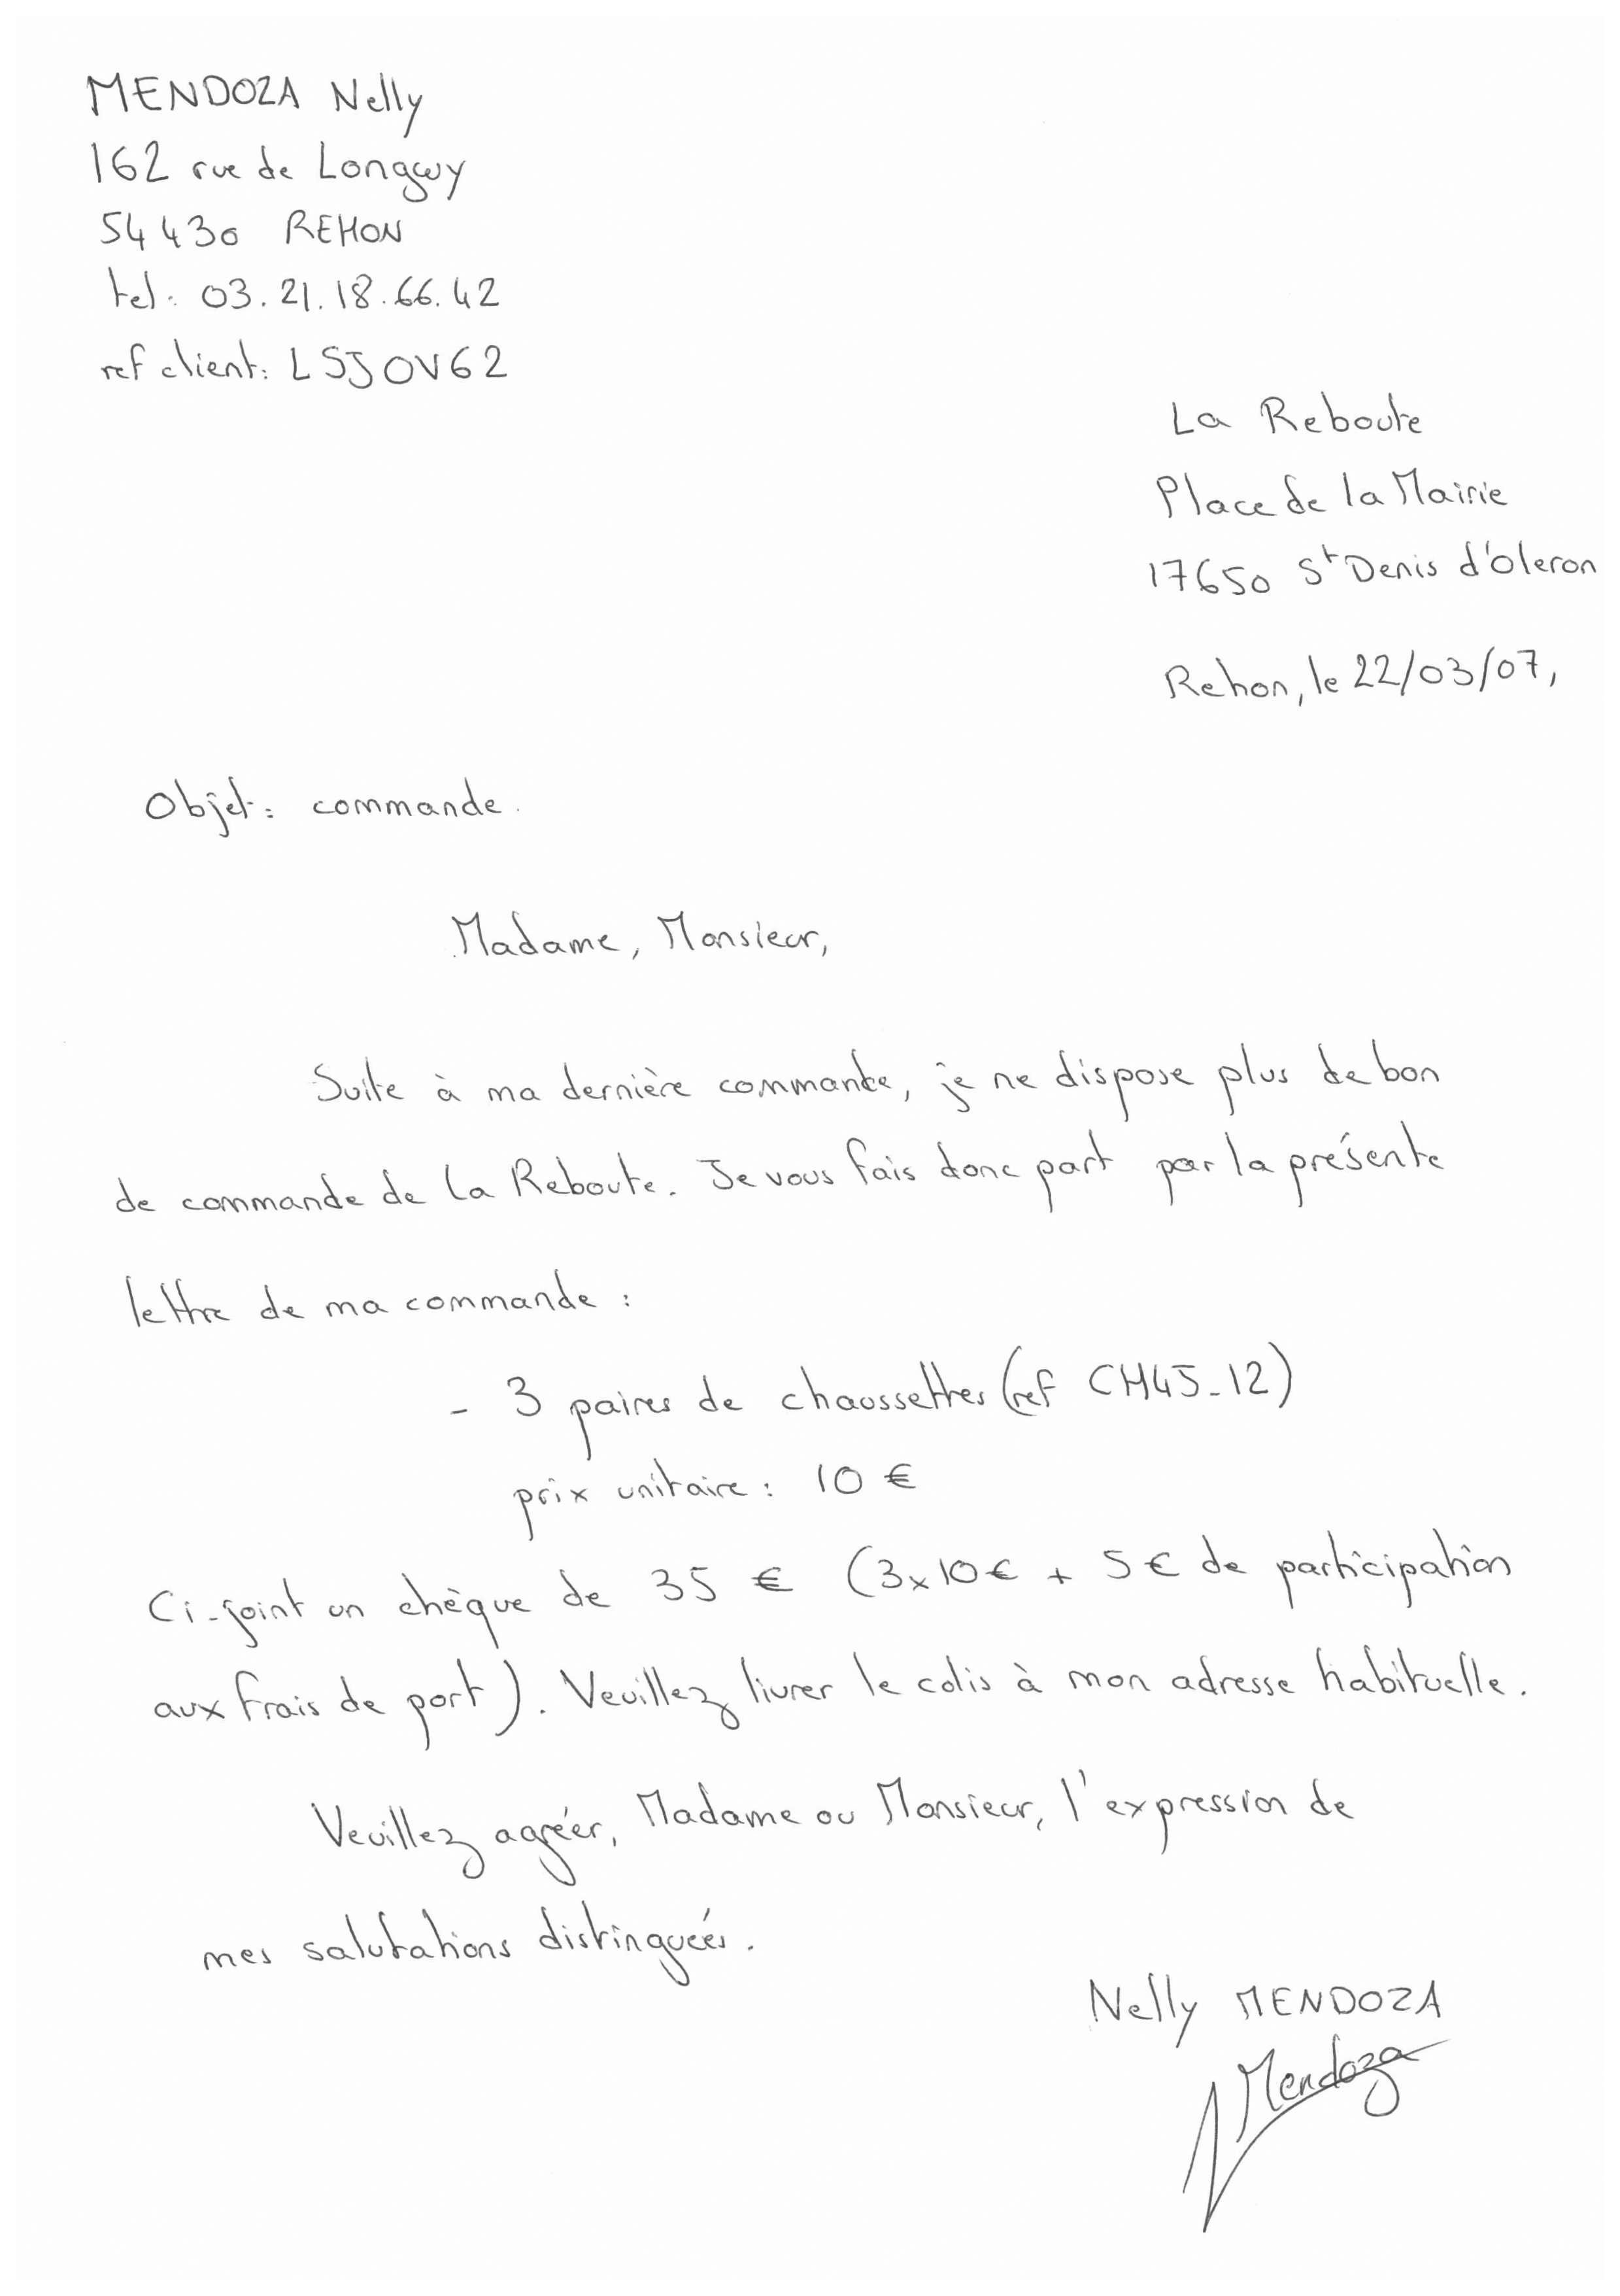 MENDOZA Nelly
162 rue de Longwy
54430 REHON
tel: 03.21.18.66.42
ref client: LSJOV62
La Reboute
Place de la Mairie
17650 St Denis d'Oleron
Rehon, le 22/03/07,
Objet: commande.
Madame, Monsieur,
Suite à ma dernière commande, je ne dispose plus de bon
de commande de la Reboute. Je vous fais donc part par la présente
lettre de ma commande :
- 3 paires de chaussettes (ref CH45-12)
prix unitaire : 10 €
Ci-joint un chèque de 35 € (3x10€ + 5€ de participation
aux frais de port). Veuillez livrer le colis à mon adresse habituelle.
Veuillez agréer, Madame ou Monsieur, l'expression de
mes salutations distinguées.
Nelly MENDOZA
Mendoza